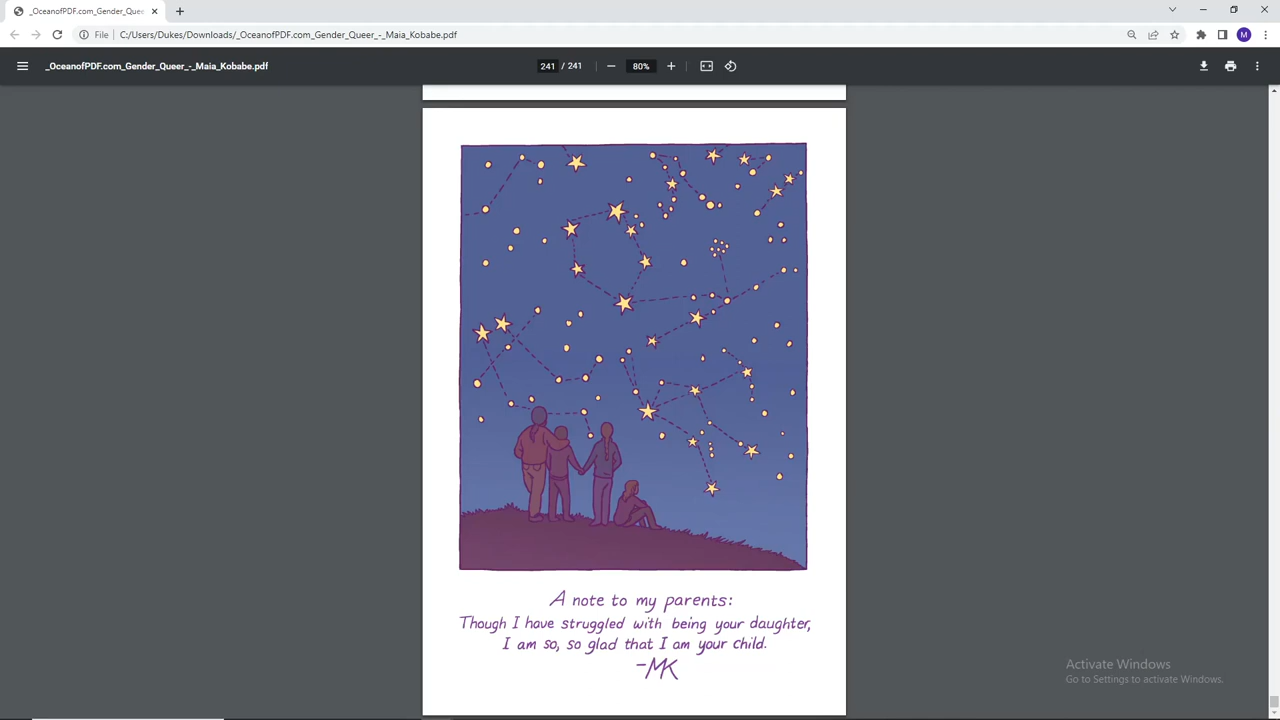 _OceanofPDF.com_Gender_Quee
File
C:/Users/Dukes/Downloads/_OceanofPDF.com_Gender_Queer_-_Maia_Kobabe.pdf
M
_OceanofPDF.com_Gender_Queer_-_Maia_Kobabe.pdf
241 / 241
80%
A note to my parents:
Though I have struggled with being your daughter,
I am so, so glad that I am your child.
-MK
Activate Windows
Go to Settings to activate Windows.